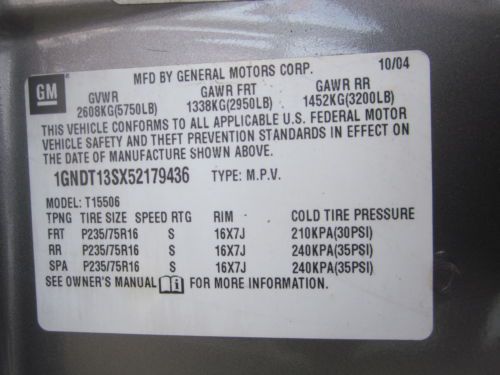 GM
MFD BY GENERAL MOTORS CORP. 10/04
GVWR GAWR FRT GAWR RR
2608KG(5750LB) 1338KG(2950LB) 1452KG(3200LB)
THIS VEHICLE CONFORMS TO ALL APPLICABLE U.S. FEDERAL MOTOR
VEHICLE SAFETY AND THEFT PREVENTION STANDARDS IN EFFECT ON
THE DATE OF MANUFACTURE SHOWN ABOVE.
1GNDT13SX52179436 TYPE: M.P.V.
MODEL: T15506
TPNG TIRE SIZE SPEED RTG RIM COLD TIRE PRESSURE
FRT P235/75R16 S 16X7J 210KPA(30PSI)
RR P235/75R16 S 16X7J 240KPA(35PSI)
SPA P235/75R16 S 16X7J 240KPA(35PSI)
SEE OWNER'S MANUAL FOR MORE INFORMATION.